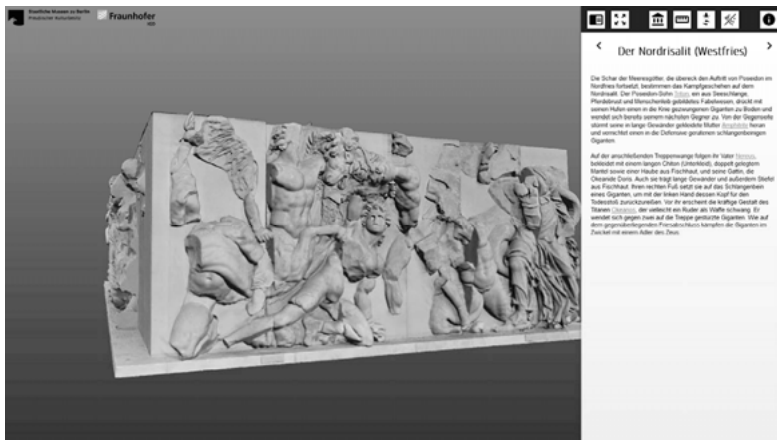 Staatliche Museen zu Berlin
Preußischer Kulturbesitz
Fraunhofer
IGD
Der Nordrisalit (Westfries)
Die Schar der Meeresgötter, die übereck den Auftritt von Poseidon im
Nordfries fortsetzt, bestimmen das Kampfgeschehen auf dem
Nordrisalit. Der Poseidon-Sohn Triton, ein aus Seeschlange,
Pferdebrust und Menschenleib gebildetes Fabelwesen, drückt mit
seinen Hufen einen in die Knie gezwungenen Giganten zu Boden und
wendet sich bereits seinem nächsten Gegner zu. Von der Gegenseite
stürmt seine in lange Gewänder gekleidete Mutter Amphitrite heran
und vernichtet einen in die Defensive geratenen schlangenbeinigen
Giganten.
Auf der anschließenden Treppenwange folgen ihr Vater Nereus,
bekleidet mit einem langen Chiton (Unterkleid), doppelt gelegtem
Mantel sowie einer Haube aus Fischhaut, und seine Gattin, die
Okeanide Doris. Auch sie trägt lange Gewänder und außerdem Stiefel
aus Fischhaut. Ihren rechten Fuß setzt sie auf das Schlangenbein
eines Giganten, um mit der linken Hand dessen Kopf für den
Todesstoß zurückzureißen. Vor ihr erscheint die kräftige Gestalt des
Titanen Okeanos, der vielleicht ein Ruder als Waffe schwang. Er
wendet sich gegen zwei auf die Treppe gestürzte Giganten. Wie auf
dem gegenüberliegenden Friesabschluss kämpfen die Giganten im
Zwickel mit einem Adler des Zeus.